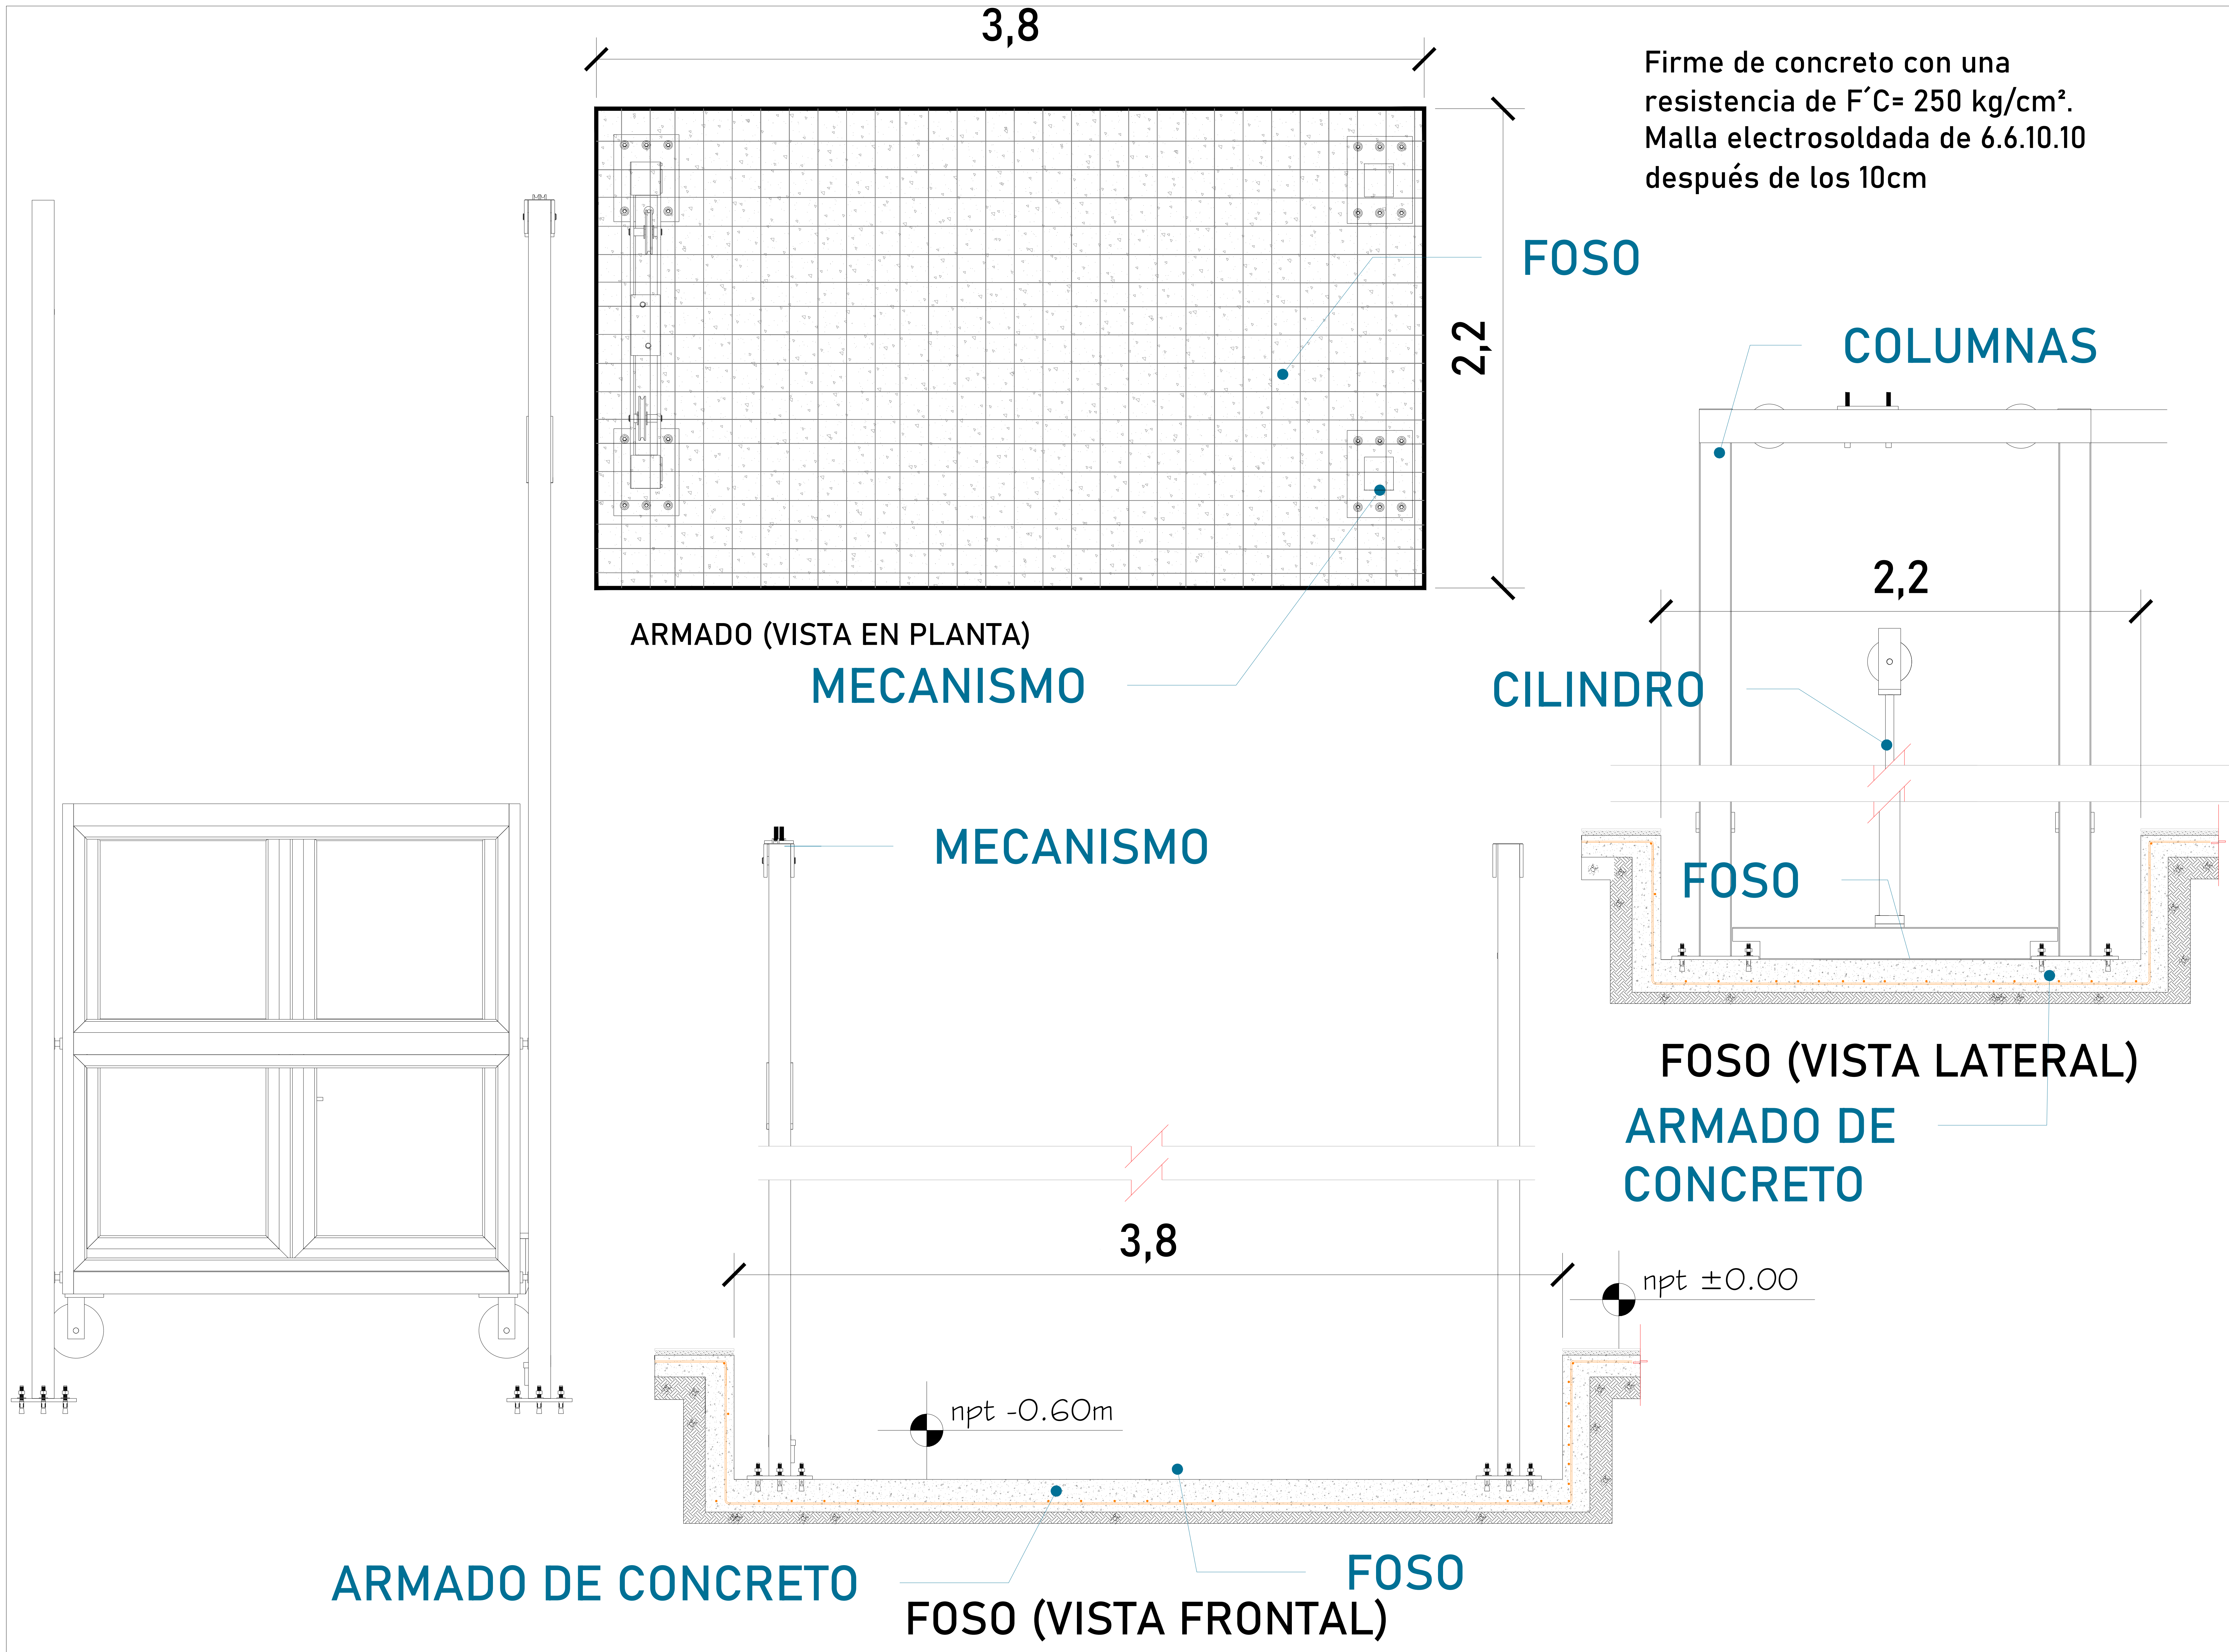 3,8
Firme de concreto con una
resistencia de F´C= 250 kg/cm².
Malla electrosoldada de 6.6.10.10
después de los 10cm
FOSO
2,2
COLUMNAS
ARMADO (VISTA EN PLANTA)
MECANISMO
2,2
CILINDRO
MECANISMO
FOSO
FOSO (VISTA LATERAL)
ARMADO DE
CONCRETO
3,8
npt ±0.00
npt -0.60m
ARMADO DE CONCRETO
FOSO
FOSO (VISTA FRONTAL)